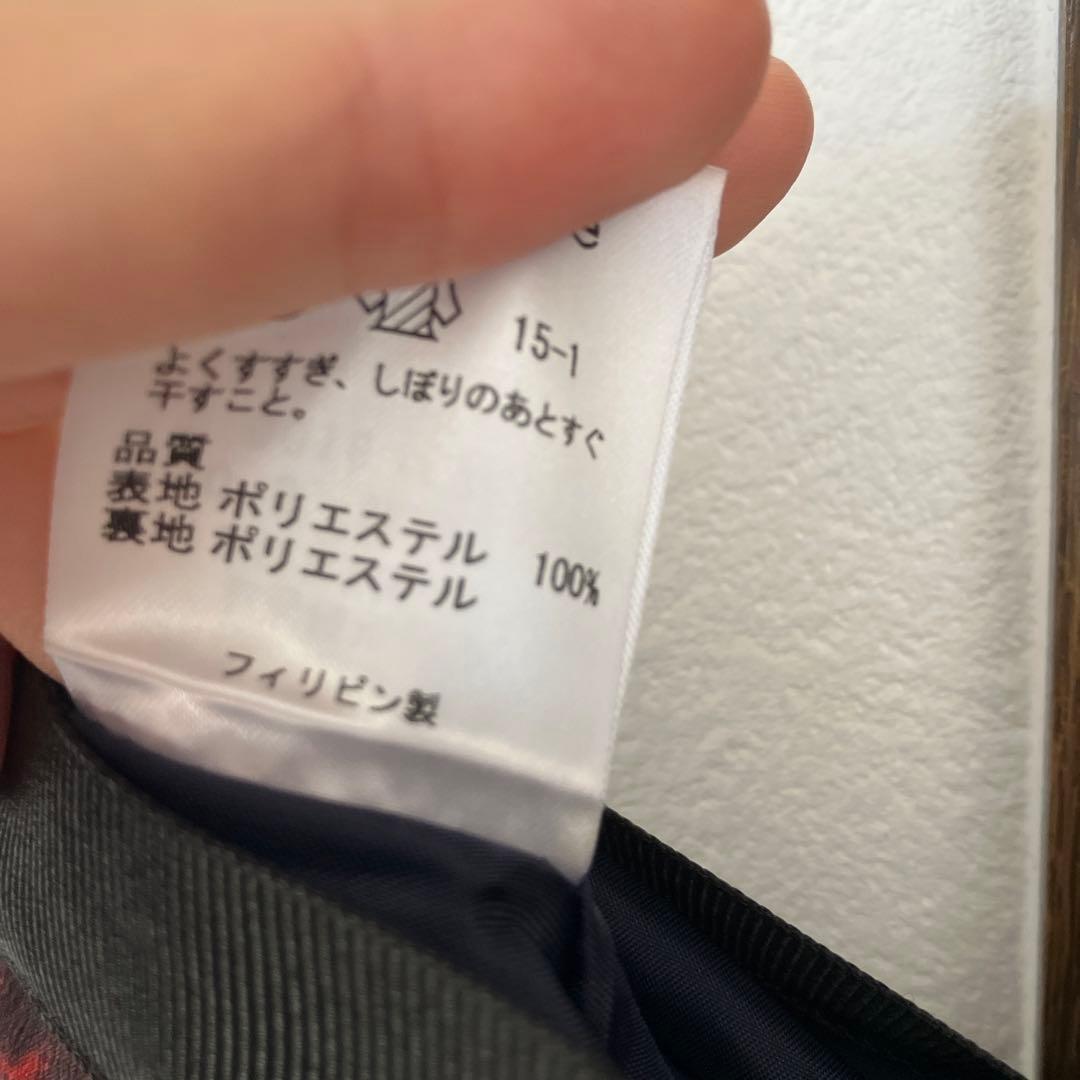 15-1
よくすすぎ、しぼりのあとすぐ
干すこと。
品質
表地 ポリエステル
裏地 ポリエステル 100%
フィリピン製